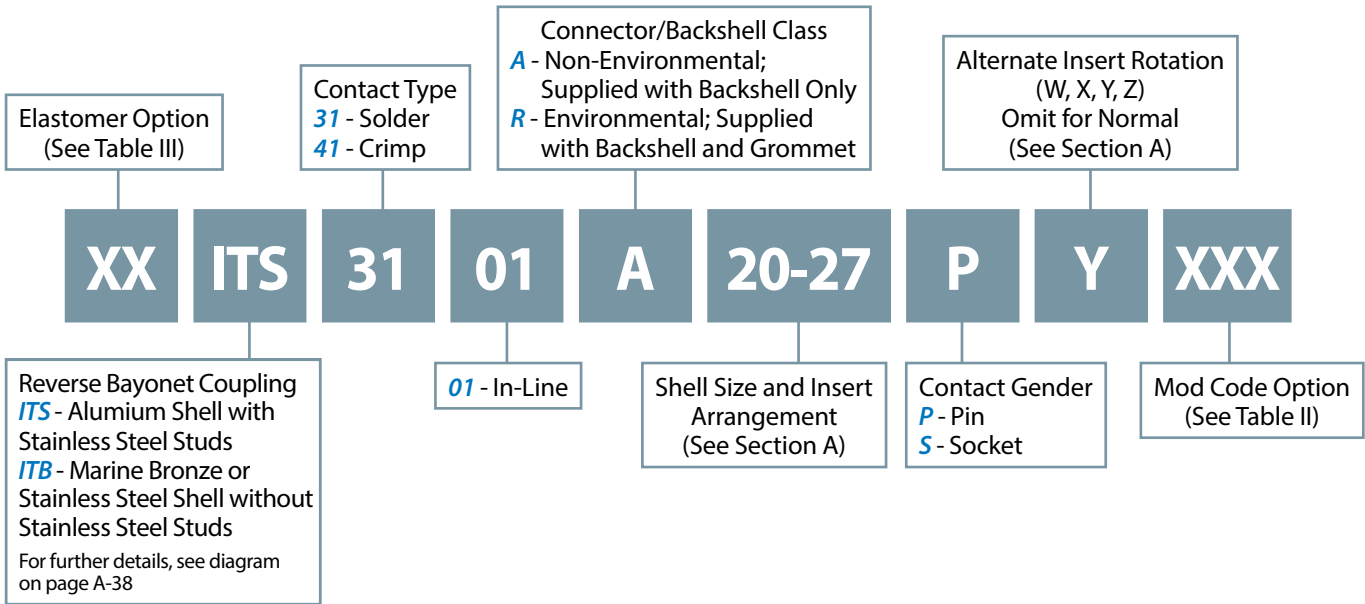 Elastomer Option
(See Table III)
Contact Type
31 - Solder
41 - Crimp
Connector/Backshell Class
A - Non-Environmental;
Supplied with Backshell Only
R - Environmental; Supplied
with Backshell and Grommet
Alternate Insert Rotation
(W, X, Y, Z)
Omit for Normal
(See Section A)
XX ITS 31 01 A 20-27 P Y XXX
Reverse Bayonet Coupling
ITS - Alumium Shell with
Stainless Steel Studs
ITB - Marine Bronze or
Stainless Steel Shell without
Stainless Steel Studs
For further details, see diagram
on page A-38
01 - In-Line
Shell Size and Insert
Arrangement
(See Section A)
Contact Gender
P - Pin
S - Socket
Mod Code Option
(See Table II)